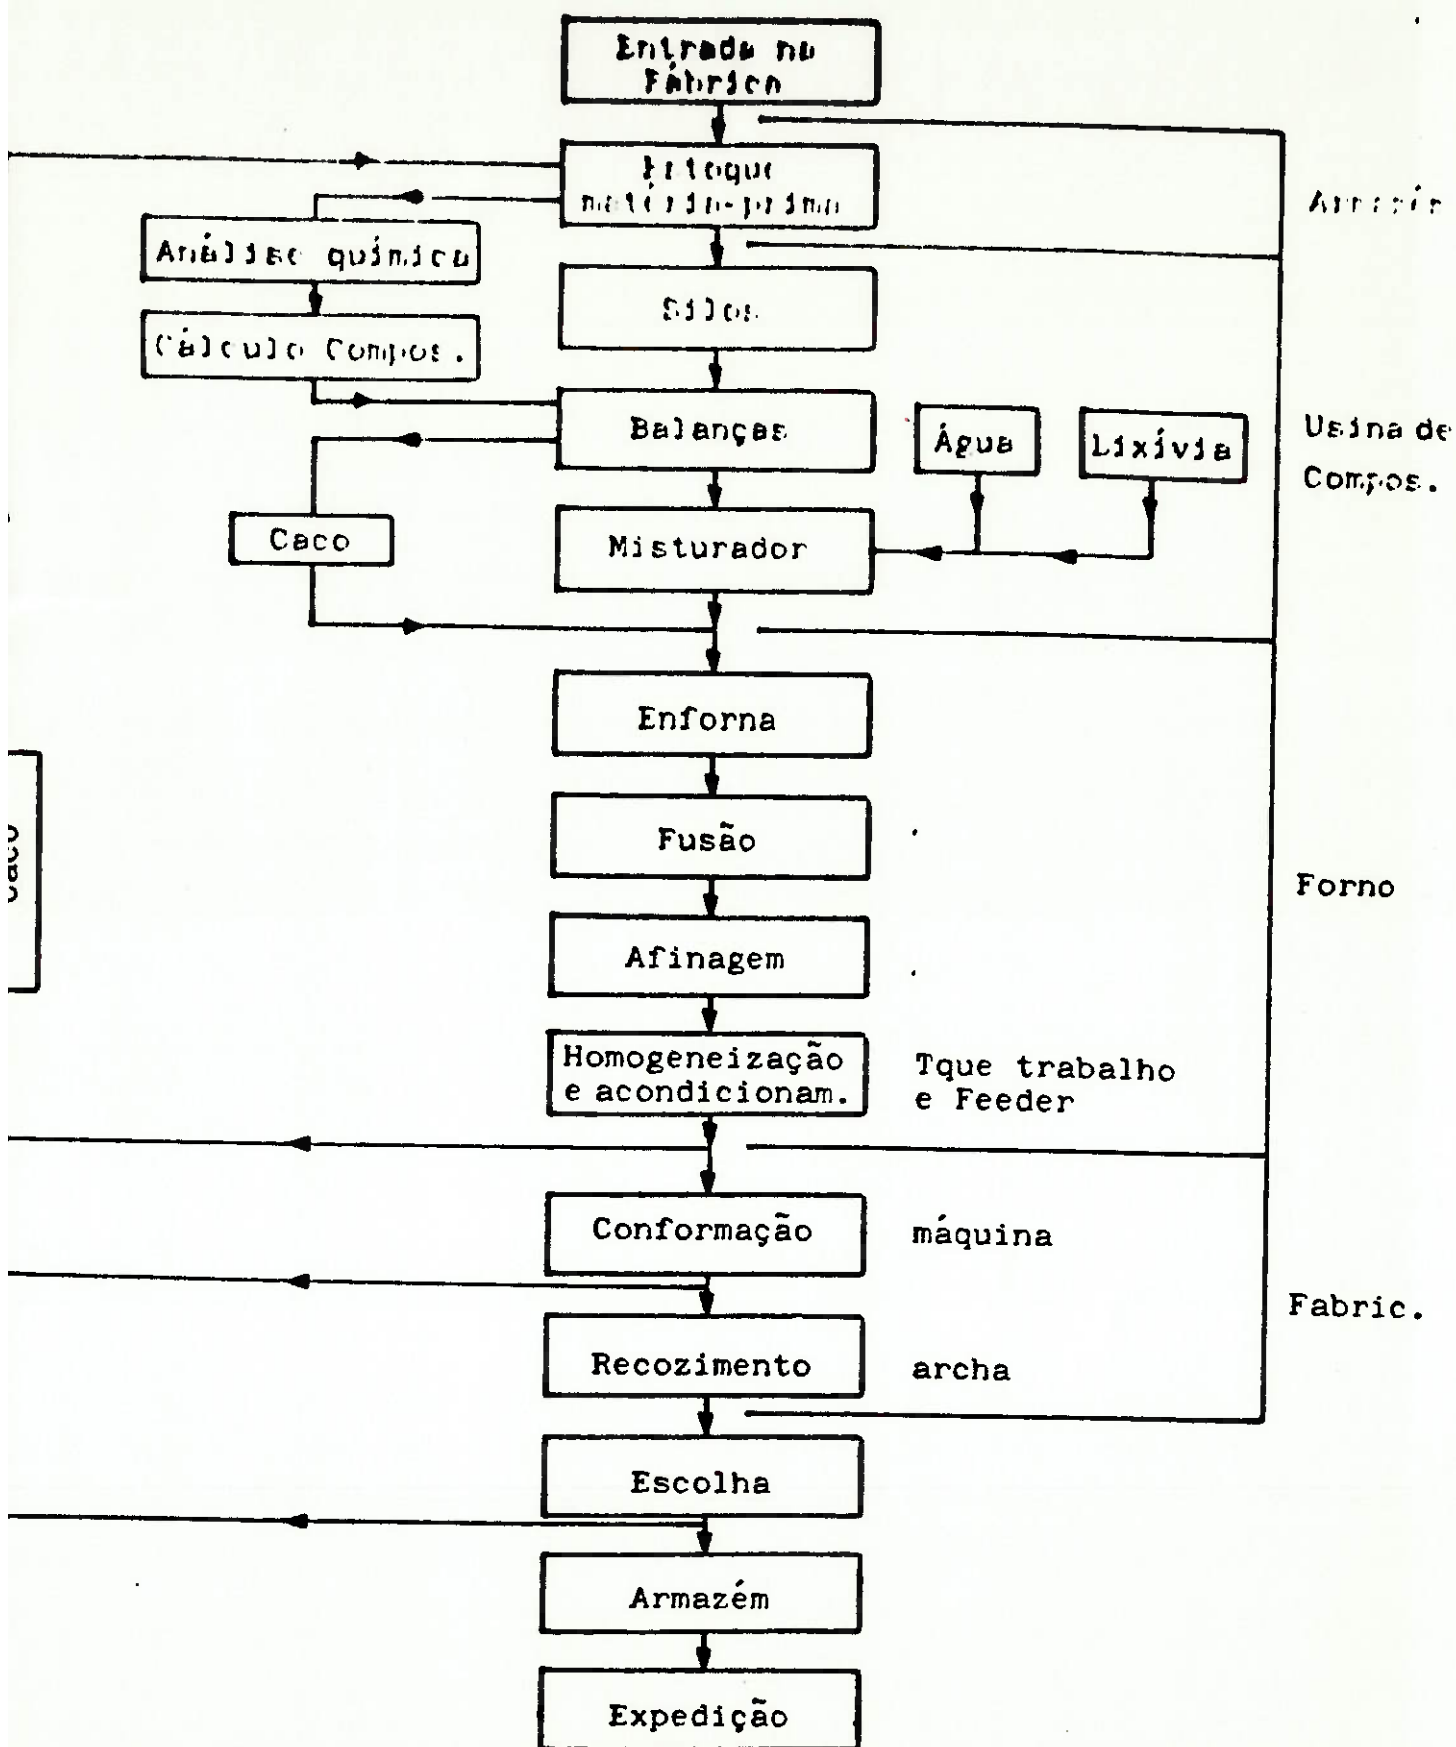 Entrada na
Fábrica
Estoque
matéria-prima
Análise química
Silos
Cálculo Compos.
Balanças
Água
Lixívia
Usina de
Compos.
Caco
Misturador
Enforna
Caco
Fusão
Forno
Afinagem
Homogeneização
e acondicionam.
Tque trabalho
e Feeder
Conformação
máquina
Fabric.
Recozimento
archa
Escolha
Armazém
Expedição